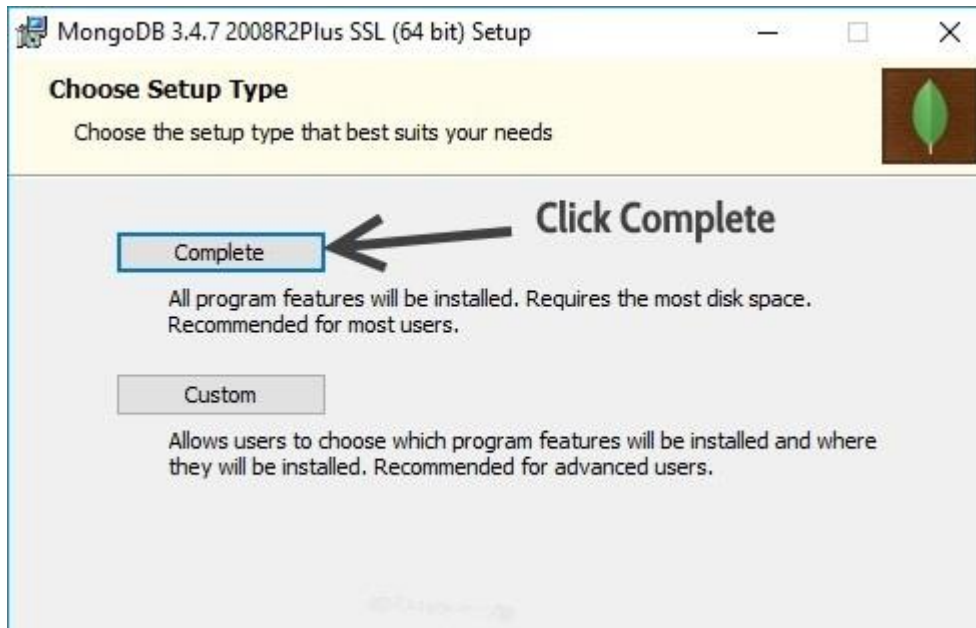 MongoDB 3.4.7 2008R2Plus SSL (64 bit) Setup
Choose Setup Type
Choose the setup type that best suits your needs
Click Complete
Complete
All program features will be installed. Requires the most disk space.
Recommended for most users.
Custom
Allows users to choose which program features will be installed and where
they will be installed. Recommended for advanced users.